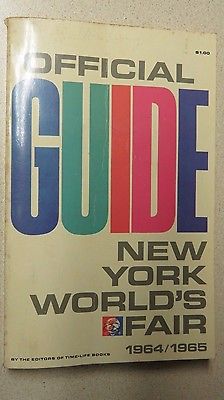 $1.00
OFFICIAL
GUIDE
NEW
YORK
WORLD'S
FAIR
1964/1965
BY THE EDITORS OF TIME-LIFE BOOKS